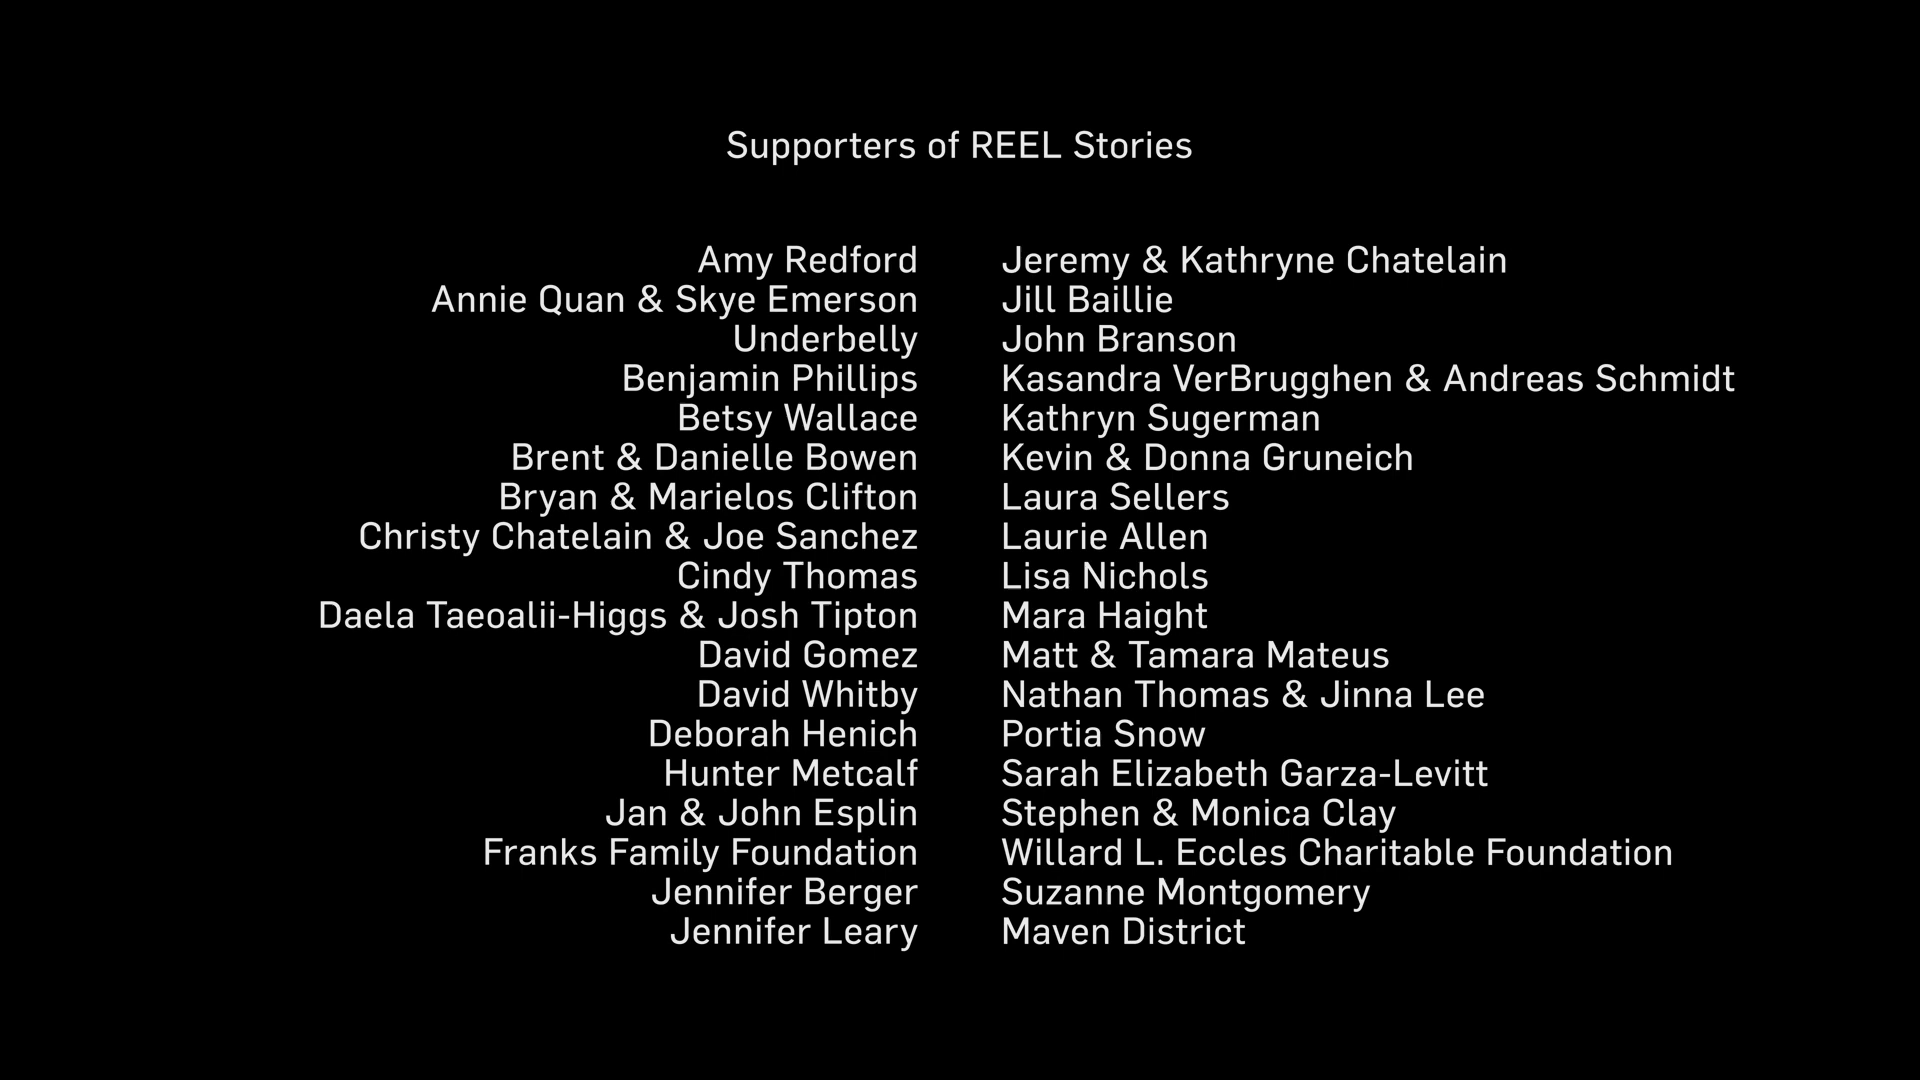 Supporters of REEL Stories
Amy Redford
Annie Quan & Skye Emerson
Underbelly
Benjamin Phillips
Betsy Wallace
Brent & Danielle Bowen
Bryan & Marielos Clifton
Christy Chatelain & Joe Sanchez
Cindy Thomas
Daela Taeoalii-Higgs & Josh Tipton
David Gomez
David Whitby
Deborah Henich
Hunter Metcalf
Jan & John Esplin
Franks Family Foundation
Jennifer Berger
Jennifer Leary
Jeremy & Kathryne Chatelain
Jill Baillie
John Branson
Kasandra VerBrugghen & Andreas Schmidt
Kathryn Sugerman
Kevin & Donna Gruneich
Laura Sellers
Laurie Allen
Lisa Nichols
Mara Haight
Matt & Tamara Mateus
Nathan Thomas & Jinna Lee
Portia Snow
Sarah Elizabeth Garza-Levitt
Stephen & Monica Clay
Willard L. Eccles Charitable Foundation
Suzanne Montgomery
Maven District